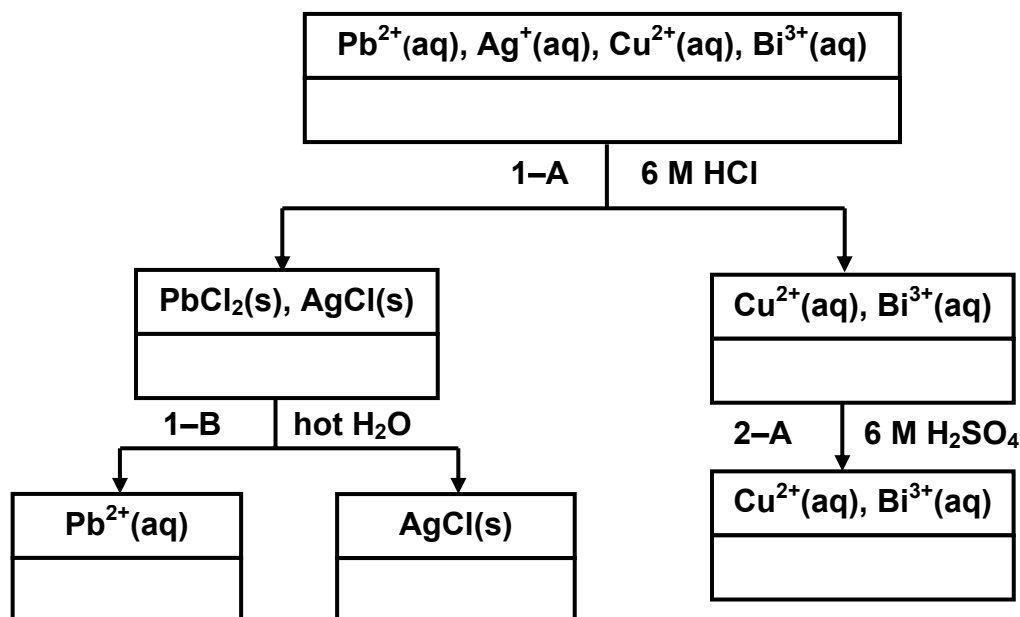 Pb²⁺(aq), Ag⁺(aq), Cu²⁺(aq), Bi³⁺(aq)
1–A 6 M HCl
PbCl₂(s), AgCl(s)
Cu²⁺(aq), Bi³⁺(aq)
1–B hot H₂O
2–A 6 M H₂SO₄
Pb²⁺(aq)
AgCl(s)
Cu²⁺(aq), Bi³⁺(aq)